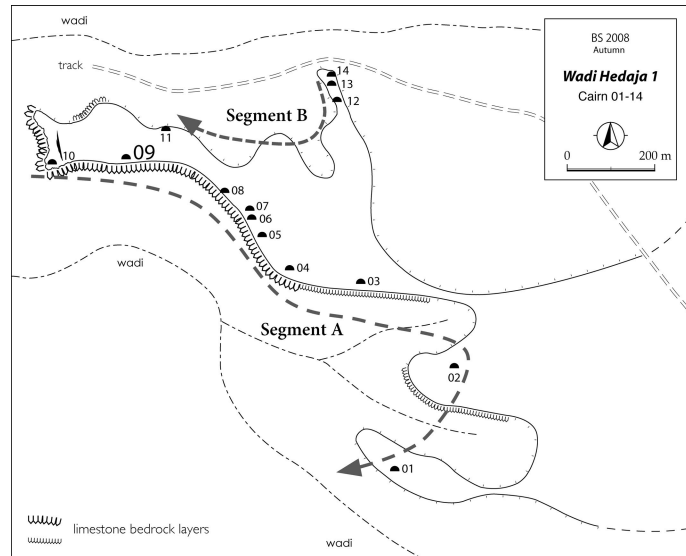 wadi
BS 2008
Autumn
Wadi Hedaja 1
Cairn 01-14
0 200 m
track
14
13
12
Segment B
11
09
10
08
07
06
05
wadi
04
03
Segment A
02
01
limestone bedrock layers
wadi